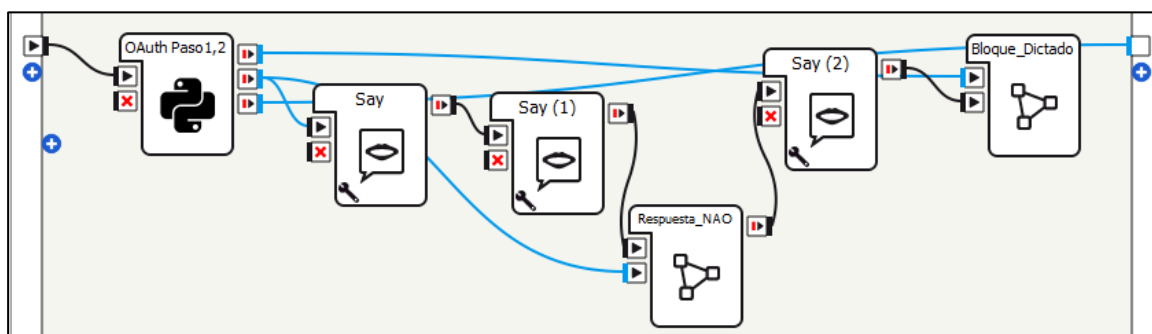 OAuth Paso1,2
Say
Say (1)
Respuesta_NAO
Say (2)
Bloque_Dictado